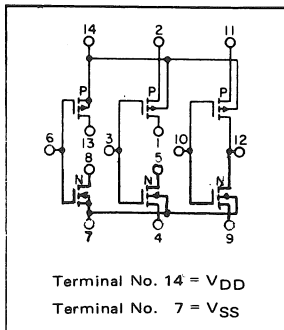 14 2 11
P P P
6 13 3 1 10 12
8 5
N N N
7 4 9
Terminal No. 14 = VDD
Terminal No. 7 = VSS